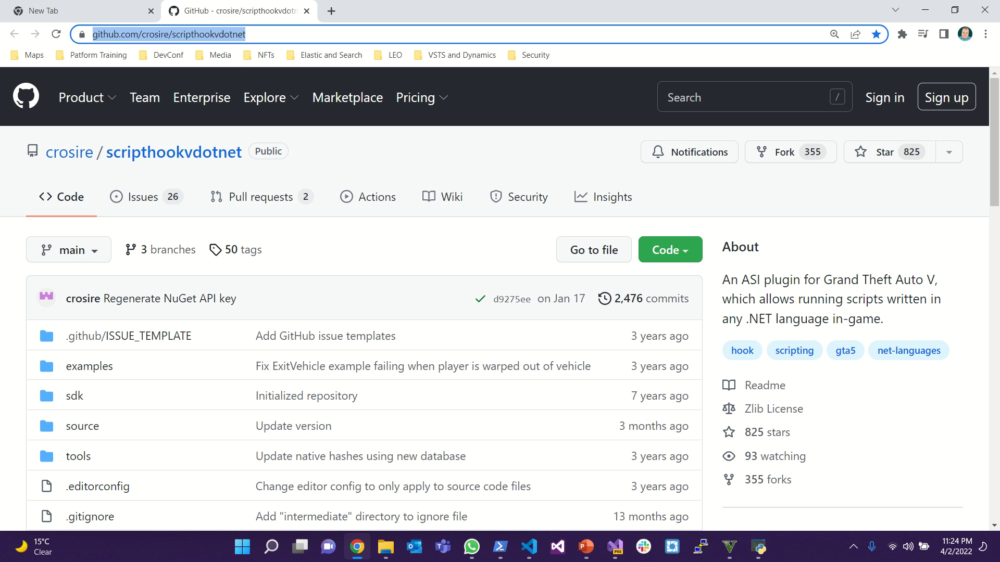 New Tab
GitHub - crosire/scripthookvdotn
github.com/crosire/scripthookvdotnet
Maps
Patform Training
DevConf
Media
NFTs
Elastic and Search
LEO
VSTS and Dynamics
Security
Product
Team
Enterprise
Explore
Marketplace
Pricing
Search /
Sign in
Sign up
crosire / scripthookvdotnet Public
Notifications
Fork 355
Star 825
Code
Issues 26
Pull requests 2
Actions
Wiki
Security
Insights
main
3 branches
50 tags
Go to file
Code
crosire Regenerate NuGet API key
d9275ee on Jan 17
2,476 commits
.github/ISSUE_TEMPLATE Add GitHub issue templates 3 years ago
examples Fix ExitVehicle example failing when player is warped out of vehicle 3 years ago
sdk Initialized repository 7 years ago
source Update version 3 months ago
tools Update native hashes using new database 3 years ago
.editorconfig Change editor config to only apply to source code files 3 years ago
.gitignore Add "intermediate" directory to ignore file 13 months ago
About
An ASI plugin for Grand Theft Auto V,
which allows running scripts written in
any .NET language in-game.
hook scripting gta5 net-languages
Readme
Zlib License
825 stars
93 watching
355 forks
15°C
Clear
PRE
11:24 PM
4/2/2022